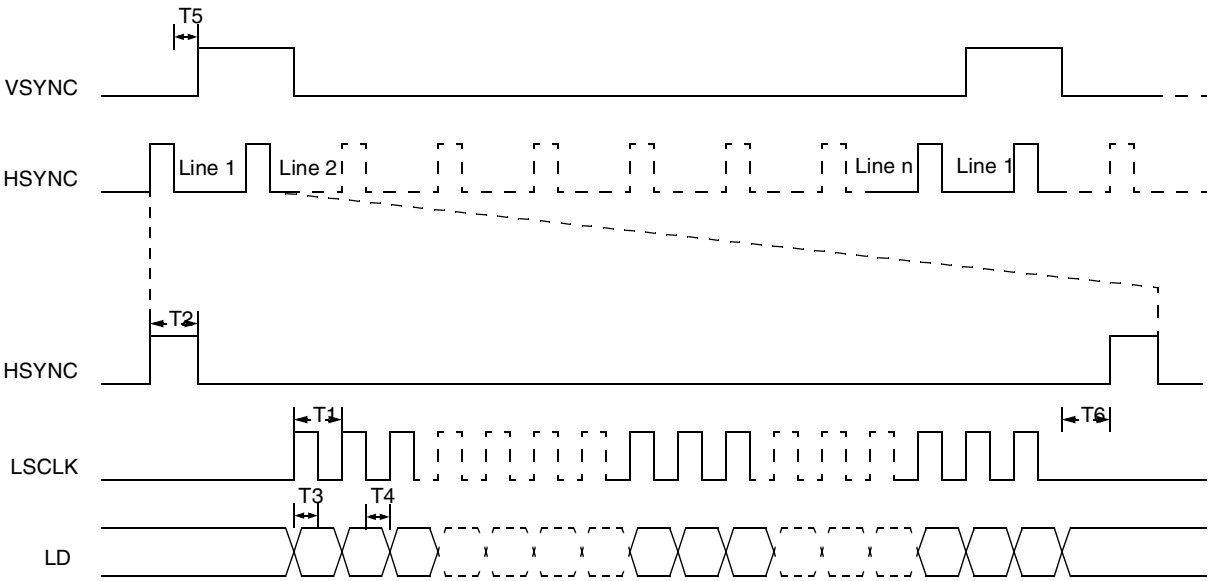 T5
VSYNC
HSYNC
Line 1
Line 2
Line n
Line 1
T2
HSYNC
T1
T6
LSCLK
T3
T4
LD